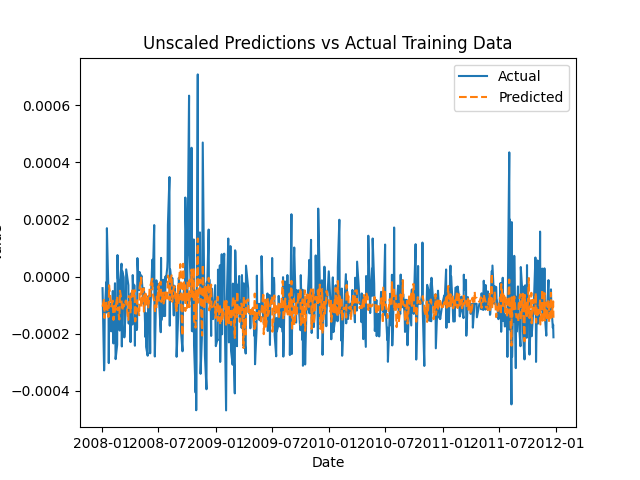 Unscaled Predictions vs Actual Training Data
Actual
Predicted
0.0006
0.0004
0.0002
0.0000
−0.0002
−0.0004
2008-01 2008-07 2009-01 2009-07 2010-01 2010-07 2011-01 2011-07 2012-01
Date